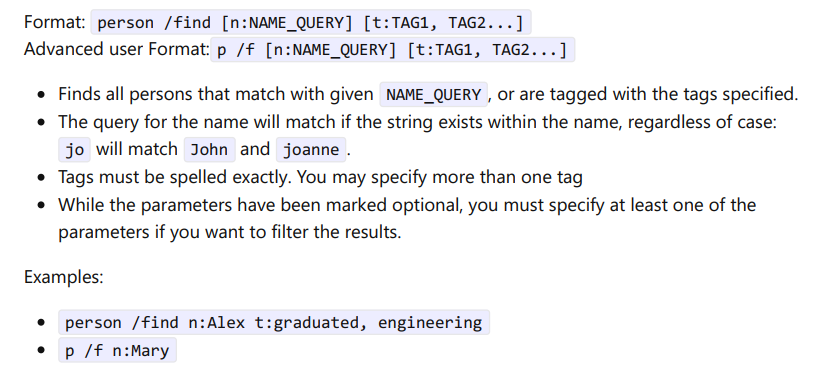 Format: person /find [n:NAME_QUERY] [t:TAG1, TAG2...]
Advanced user Format: p /f [n:NAME_QUERY] [t:TAG1, TAG2...]
• Finds all persons that match with given NAME_QUERY, or are tagged with the tags specified.
• The query for the name will match if the string exists within the name, regardless of case:
jo will match John and joanne.
• Tags must be spelled exactly. You may specify more than one tag
• While the parameters have been marked optional, you must specify at least one of the
parameters if you want to filter the results.
Examples:
• person /find n:Alex t:graduated, engineering
• p /f n:Mary